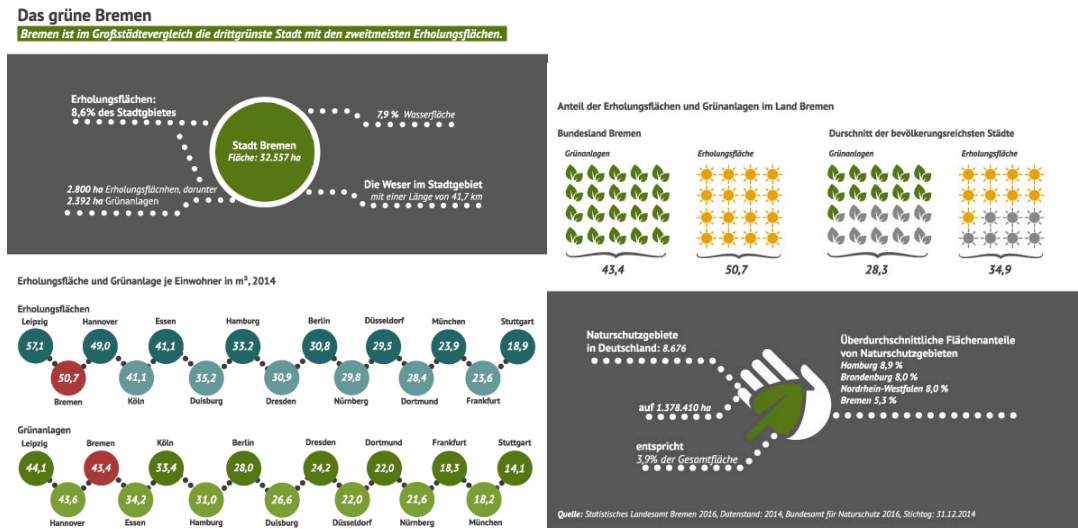 Das grüne Bremen
Bremen ist im Großstädtevergleich die drittgrünste Stadt mit den zweitmeisten Erholungsflächen.
Erholungsflächen:
8,6% des Stadtgbietes
7,9 % Wasserfläche
Stadt Bremen
Fläche: 32.557 ha
2.800 ha Erholungsfläcnhen, darunter
2.392 ha Grünanlagen
Die Weser im Stadtgebiet
mit einer Länge von 41,7 km
Erholungsfläche und Grünanlage je Einwohner in m², 2014
Erholungsflächen
Leipzig Hannover Essen Hamburg Berlin Düsseldorf München Stuttgart
57,1 49,0 41,1 33.2 30,8 29,5 23,9 18,9
50,7 41,1 35,2 30,9 29,8 28,4 23,6
Bremen Köln Duisburg Dresden Nürnberg Dortmund Frankfurt
Grünanlagen
Leipzig Bremen Köln Berlin Dresden Dortmund Frankfurt Stuttgart
44,1 43,4 33,4 28,0 24,2 22,0 18,3 14,1
43,6 34,2 31,0 26,6 22,0 21,6 18,2
Hannover Essen Hamburg Duisburg Düsseldorf Nürnberg München
Anteil der Erholungsflächen und Grünanlagen im Land Bremen
Bundesland Bremen
Grünanlagen Erholungsfläche
43,4 50,7
Durschnitt der bevölkerungsreichsten Städte
Grünanlagen Erholungsfläche
28,3 34,9
Naturschutzgebiete
in Deutschland: 8.676
auf 1.378.410 ha
entspricht
3,9% der Gesamtfläche
Überdurchschnittliche Flächenanteile
von Naturschutzgebieten
Hamburg 8,9 %
Brandenburg 8,0 %
Nordrhein-Westfalen 8,0 %
Bremen 5,3 %
Quelle: Statistisches Landesamt Bremen 2016, Datenstand: 2014, Bundesamt für Naturschutz 2016, Stichtag: 31.12.2014